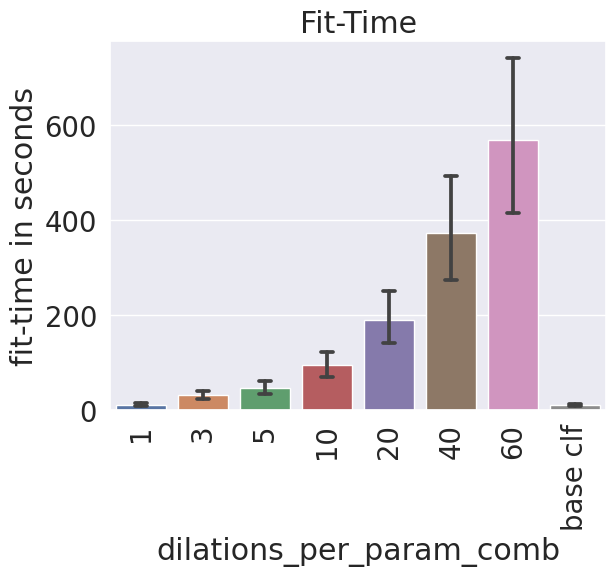 Fit-Time
fit-time in seconds
600
400
200
0
1
3
5
10
20
40
60
base clf
dilations_per_param_comb